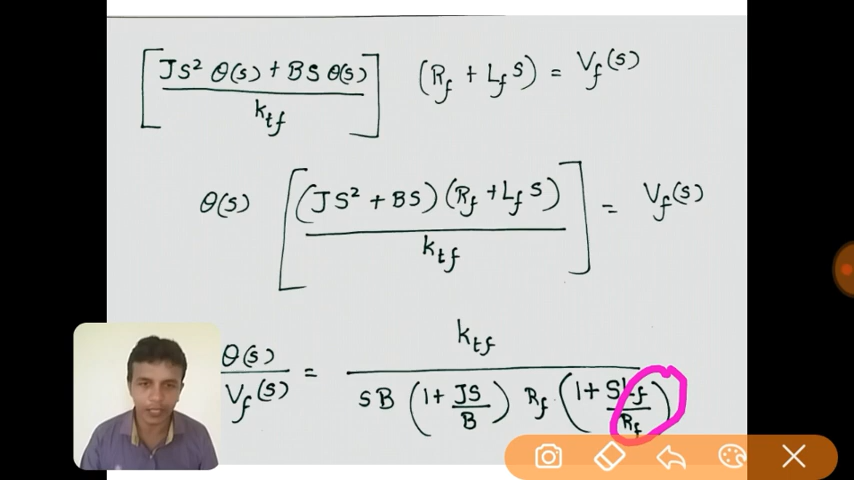 [ JS² θ(s) + BS θ(s) / k_tf ] (R_f + L_f S) = V_f(s)
θ(s) [ (JS² + BS) (R_f + L_f S) / k_tf ] = V_f(s)
θ(s) / V_f(s) = k_tf / SB (1 + JS/B) R_f (1 + SL_f/R_f)